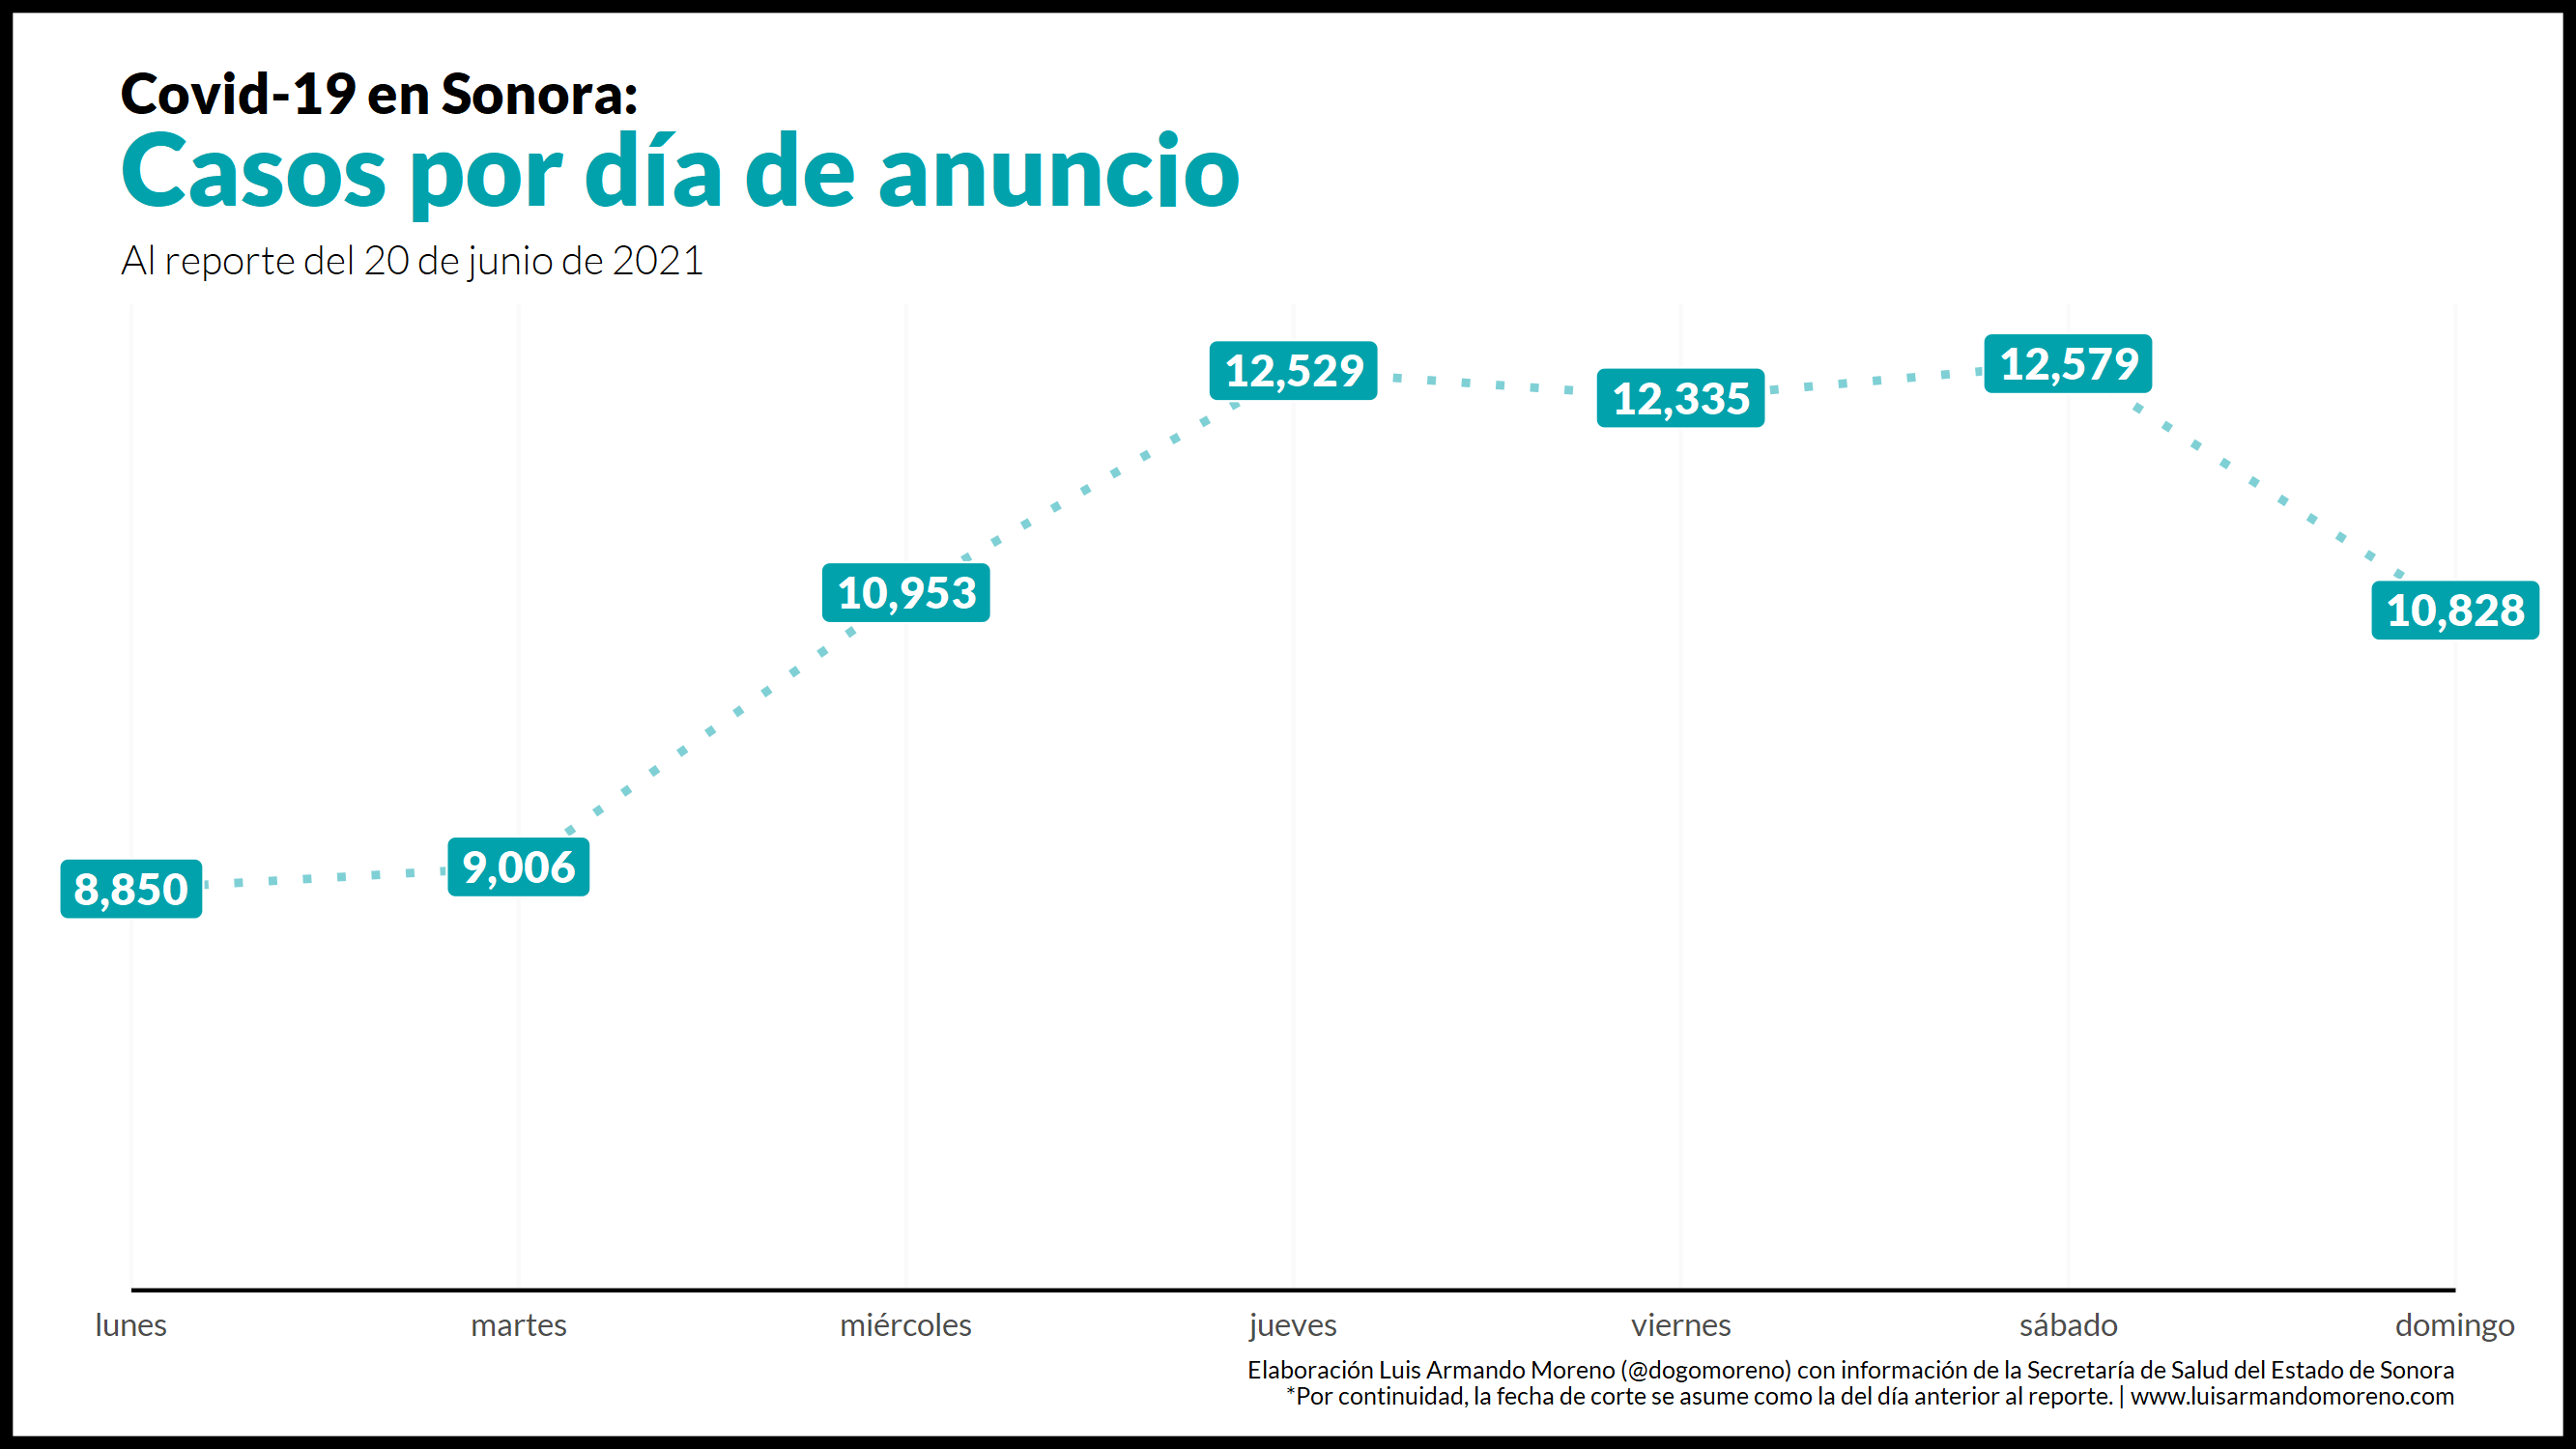 Covid-19 en Sonora:
Casos por día de anuncio
Al reporte del 20 de junio de 2021
12,579
12,529
12,335
10,953
10,828
9,006
8,850
lunes martes miércoles jueves viernes sábado domingo
Elaboración Luis Armando Moreno (@dogomoreno) con información de la Secretaría de Salud del Estado de Sonora
*Por continuidad, la fecha de corte se asume como la del día anterior al reporte. | www.luisarmandomoreno.com